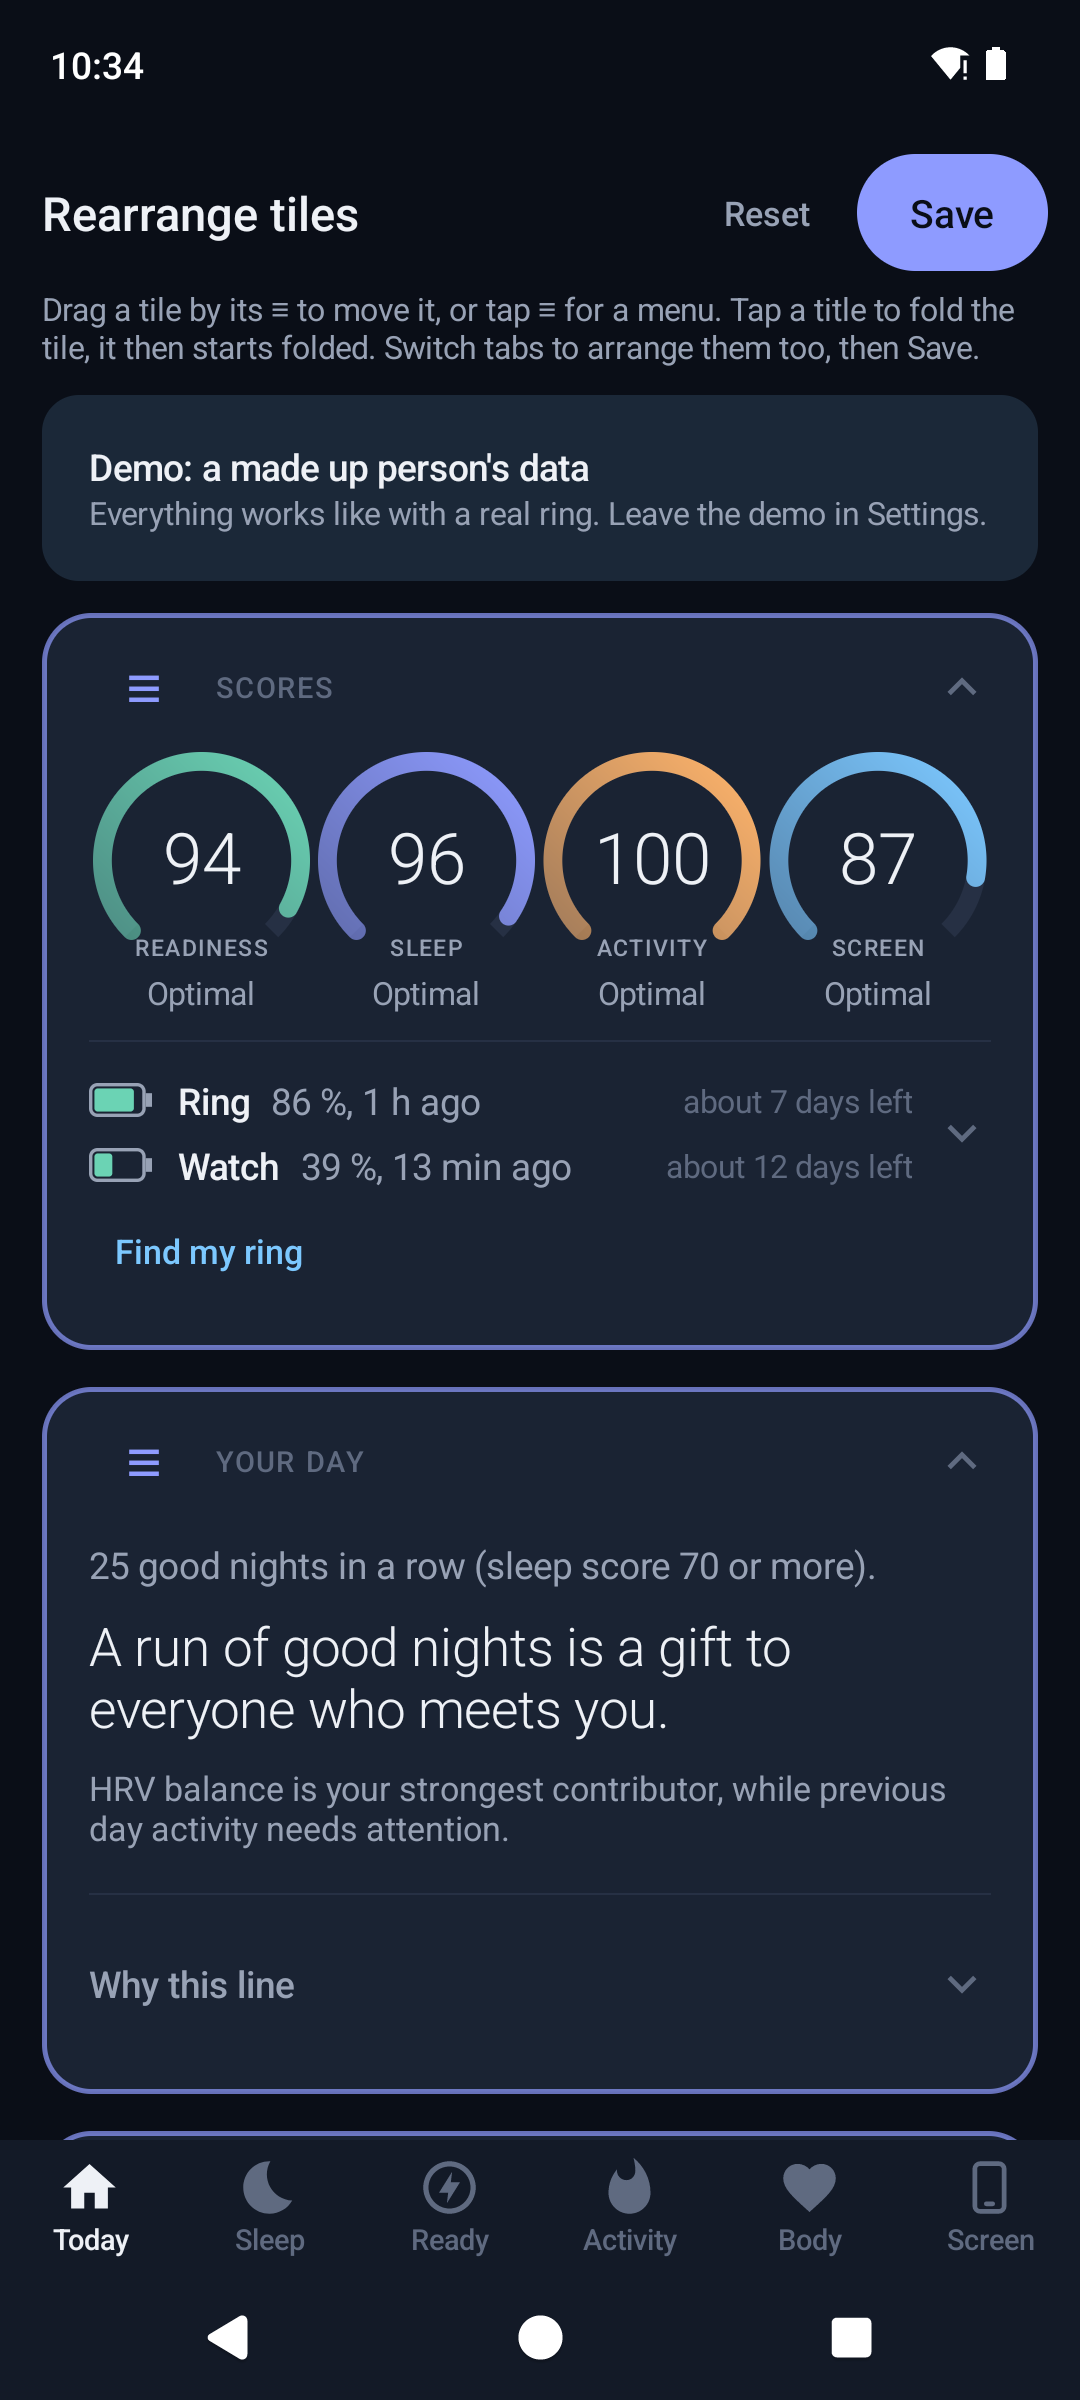 10:34
Rearrange tiles
Reset
Save
Drag a tile by its ≡ to move it, or tap ≡ for a menu. Tap a title to fold the
tile, it then starts folded. Switch tabs to arrange them too, then Save.
Demo: a made up person's data
Everything works like with a real ring. Leave the demo in Settings.
SCORES
94
96
100
87
READINESS
SLEEP
ACTIVITY
SCREEN
Optimal
Optimal
Optimal
Optimal
Ring 86 %, 1 h ago
about 7 days left
Watch 39 %, 13 min ago
about 12 days left
Find my ring
YOUR DAY
25 good nights in a row (sleep score 70 or more).
A run of good nights is a gift to
everyone who meets you.
HRV balance is your strongest contributor, while previous
day activity needs attention.
Why this line
Today
Sleep
Ready
Activity
Body
Screen